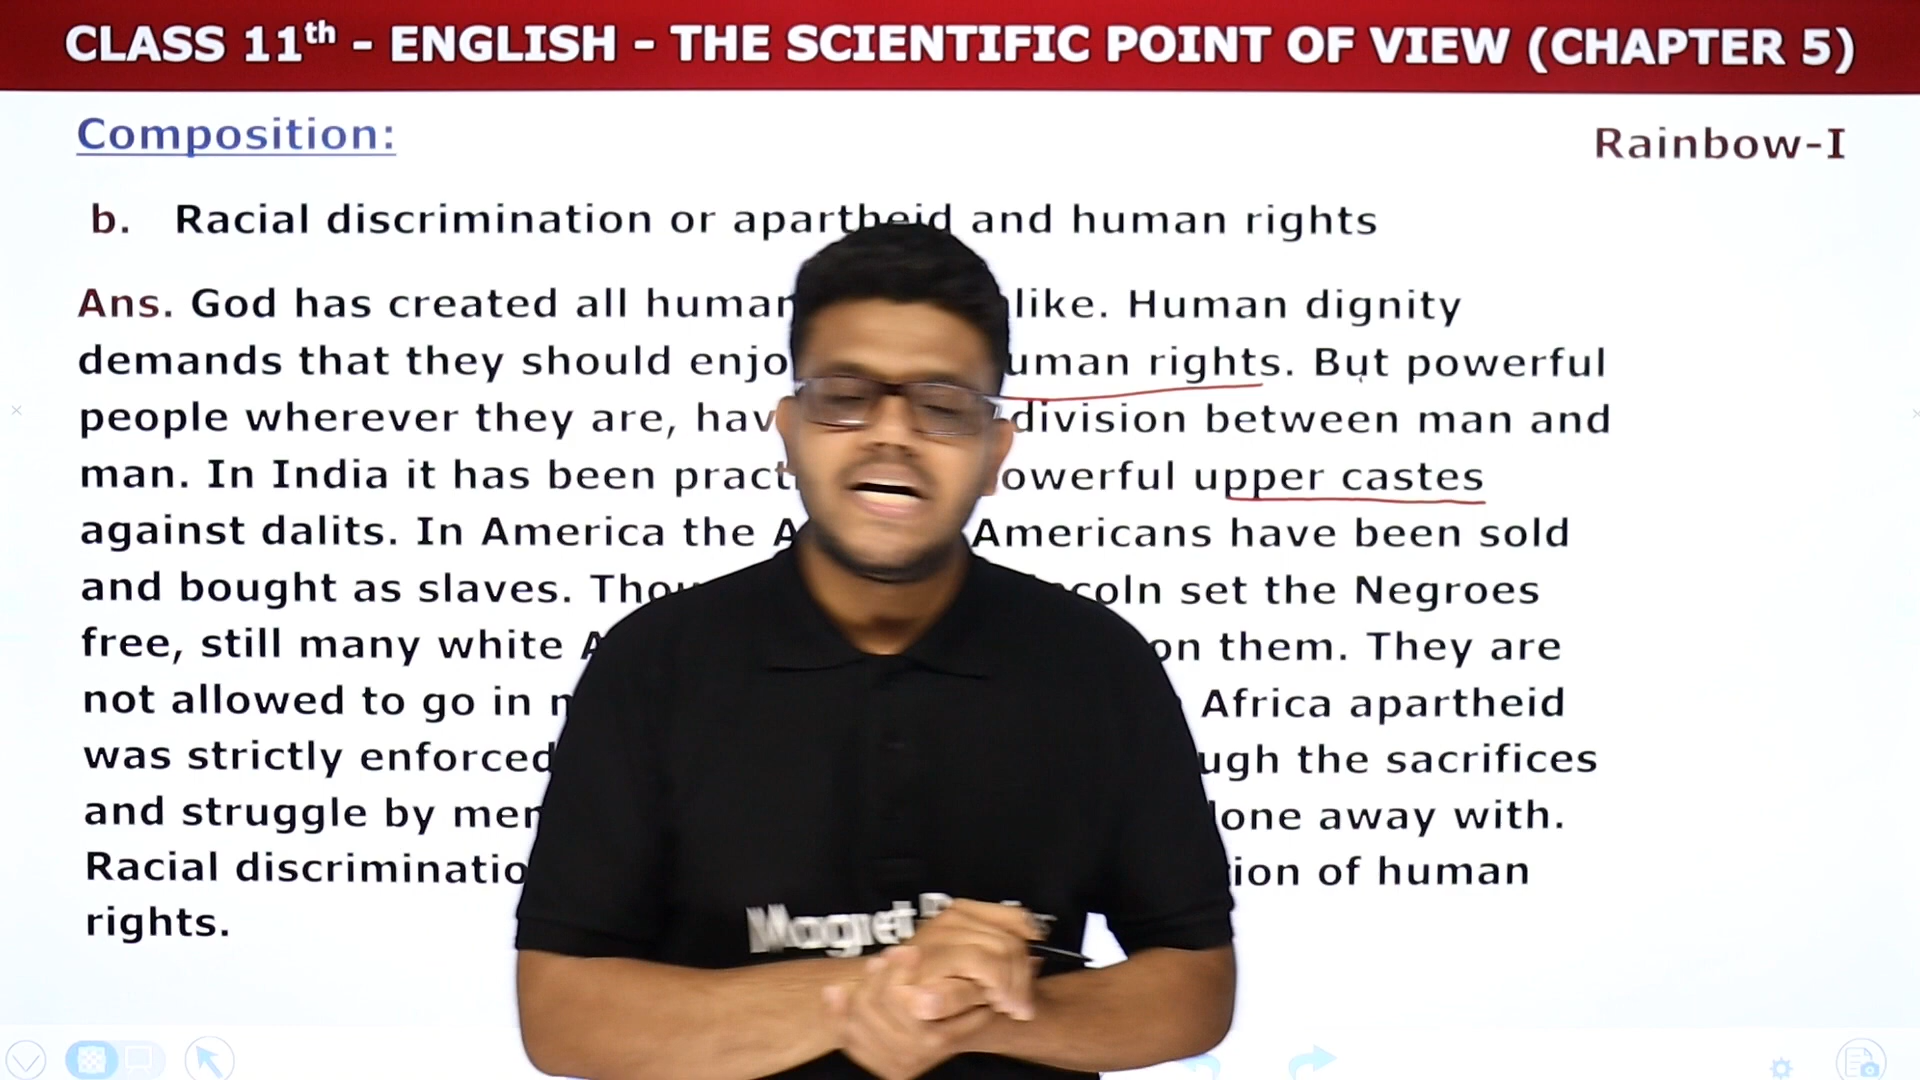 CLASS 11th - ENGLISH - THE SCIENTIFIC POINT OF VIEW (CHAPTER 5)
Composition:
Rainbow-I
b. Racial discrimination or apartheid and human rights
Ans. God has created all human like. Human dignity
demands that they should enjo uman rights. But powerful
people wherever they are, hav division between man and
man. In India it has been pract owerful upper castes
against dalits. In America the A Americans have been sold
and bought as slaves. Thou coln set the Negroes
free, still many white A on them. They are
not allowed to go in Africa apartheid
was strictly enforced ugh the sacrifices
and struggle by men one away with.
Racial discriminatio ion of human
rights.
Magnet